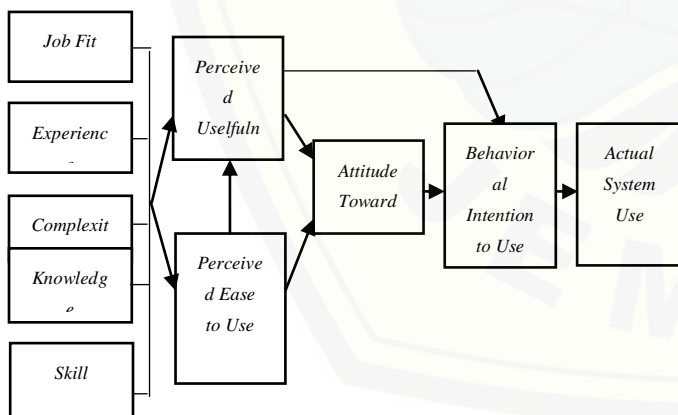 Job Fit
Experienc
Complexit
Knowledg
e
Skill
Perceive
d
Uselfuln
Perceive
d Ease
to Use
Attitude
Toward
Behavior
al
Intention
to Use
Actual
System
Use
JEM